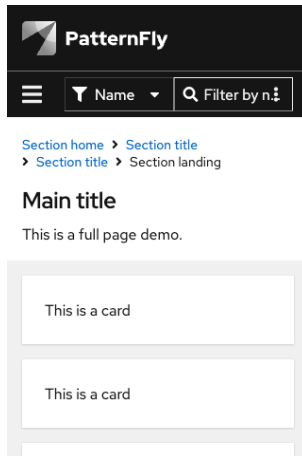 PatternFly
Name
Filter by n
Section home > Section title
> Section title > Section landing
Main title
This is a full page demo.
This is a card
This is a card